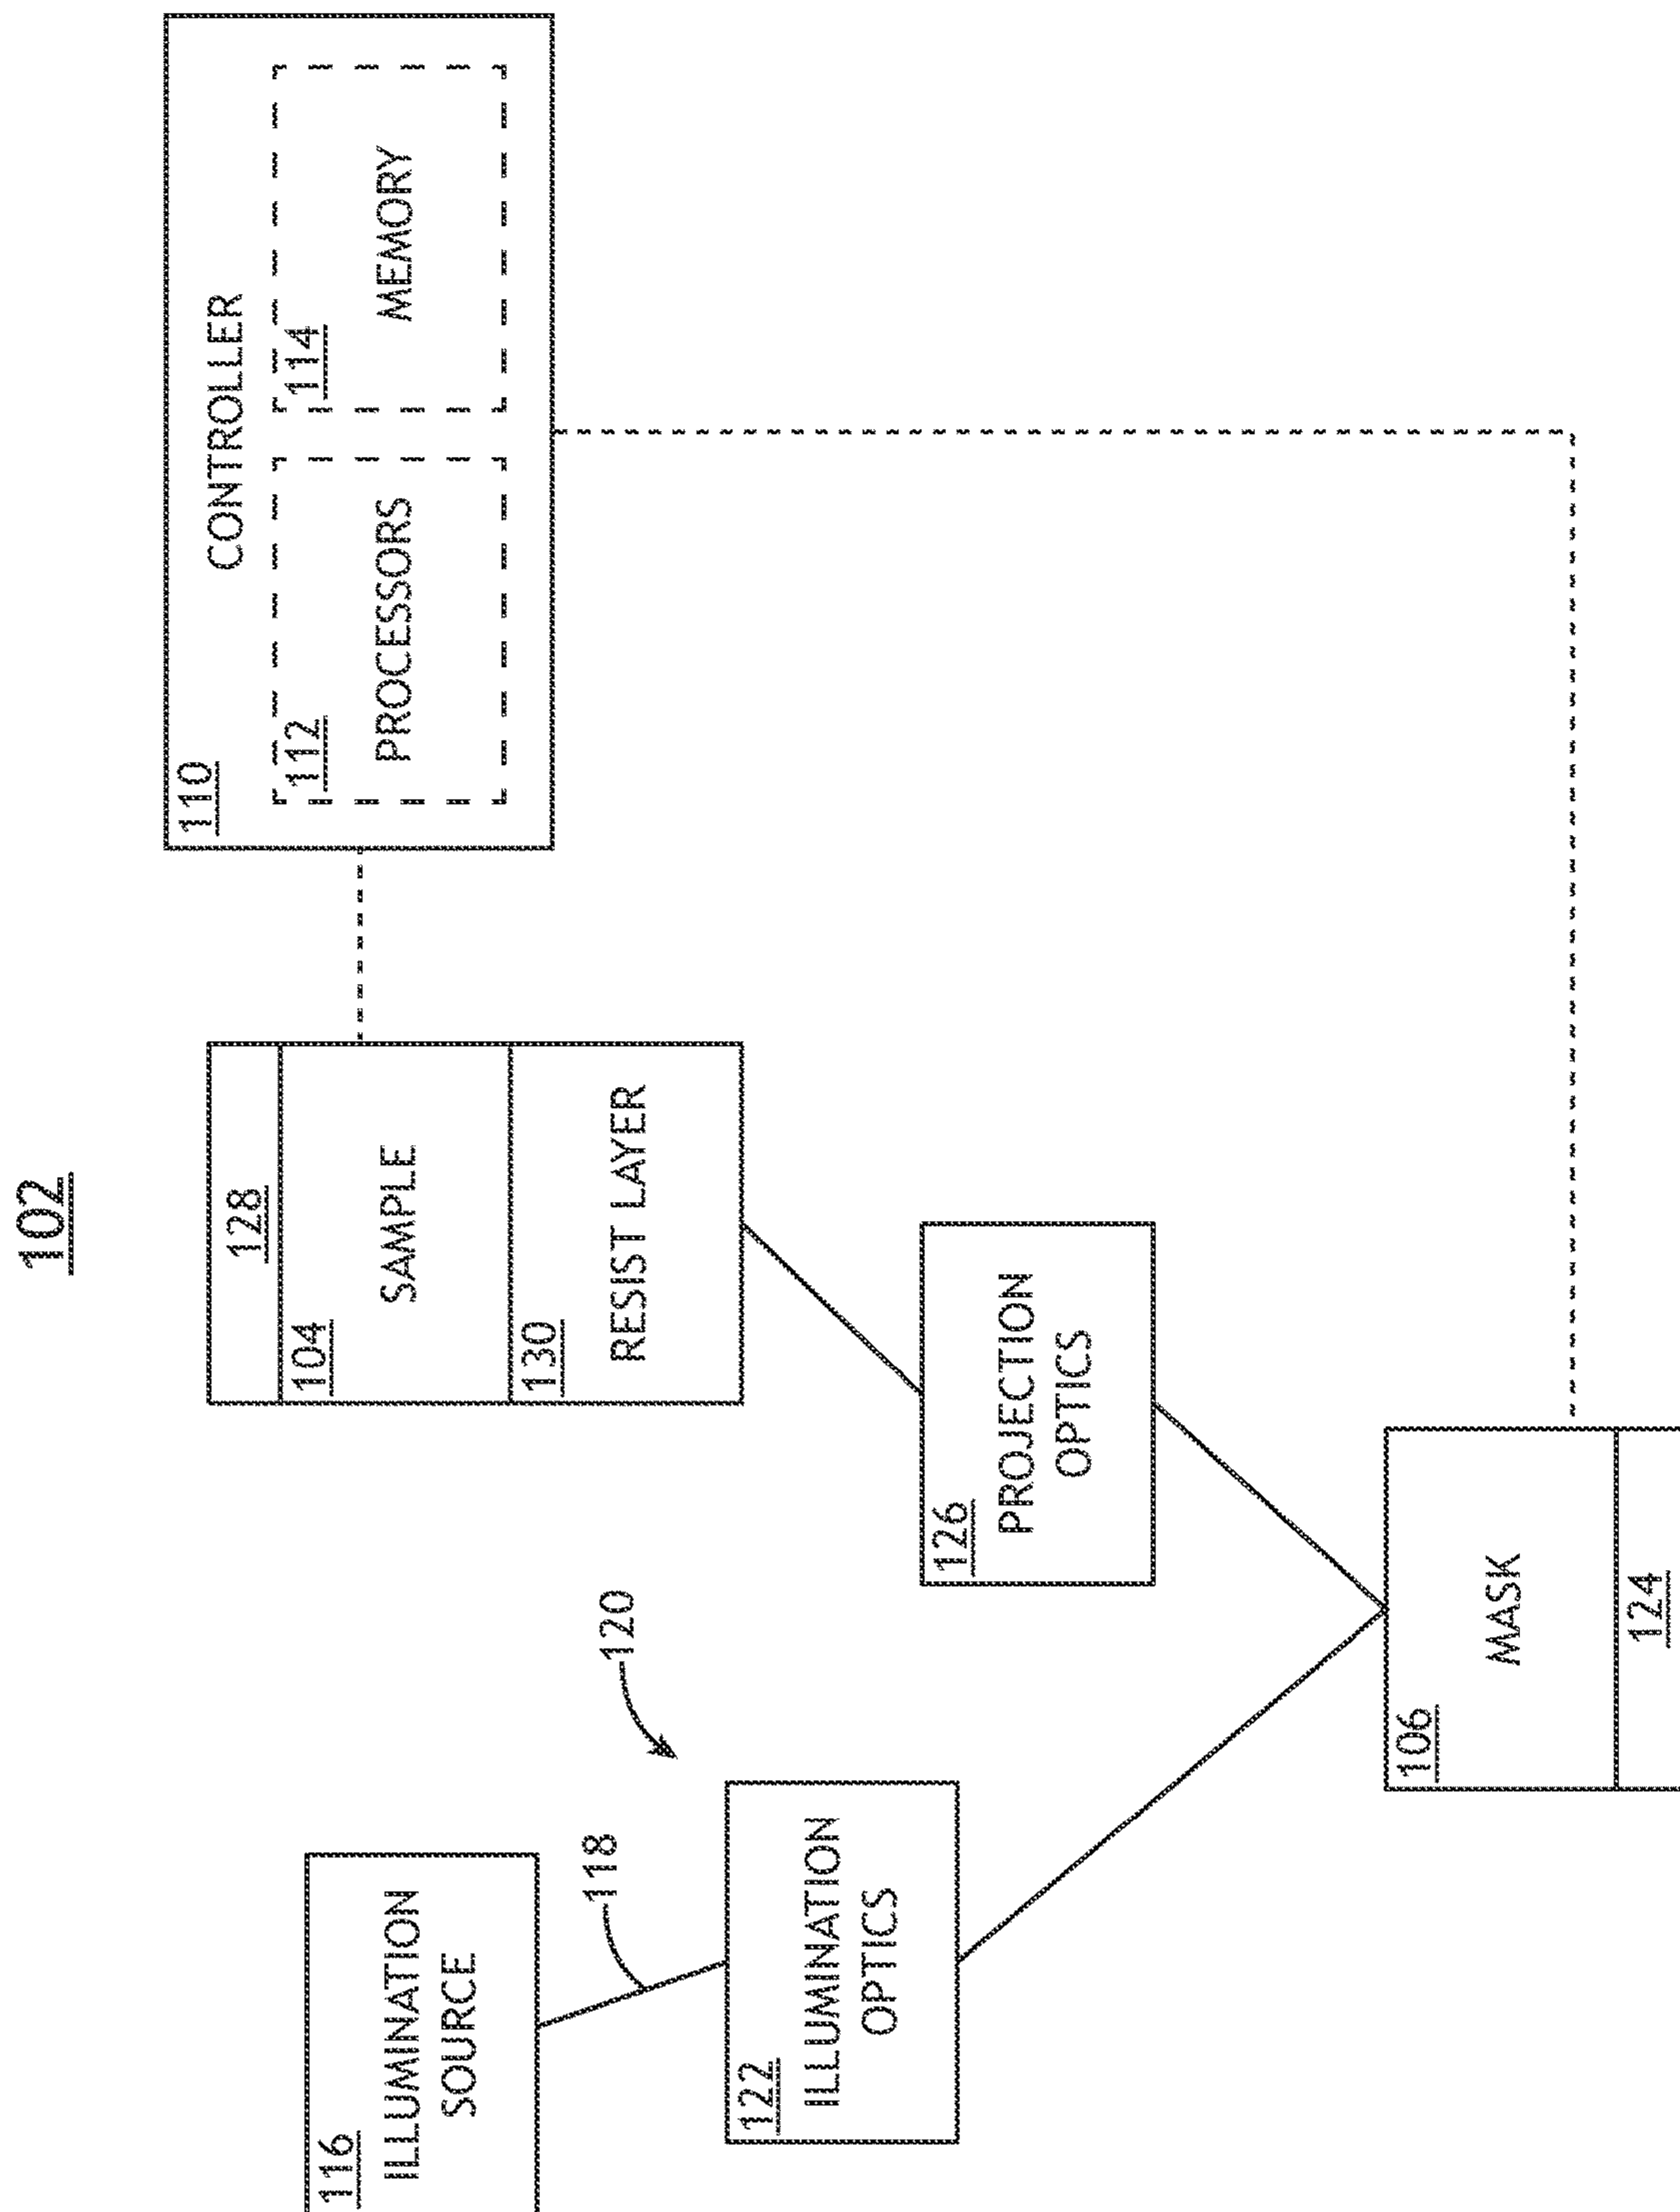 102
116
ILLUMINATION
SOURCE
118
120
122
ILLUMINATION
OPTICS
128
104
SAMPLE
130
RESIST LAYER
110
CONTROLLER
112
PROCESSORS
114
MEMORY
126
PROJECTION
OPTICS
106
MASK
124